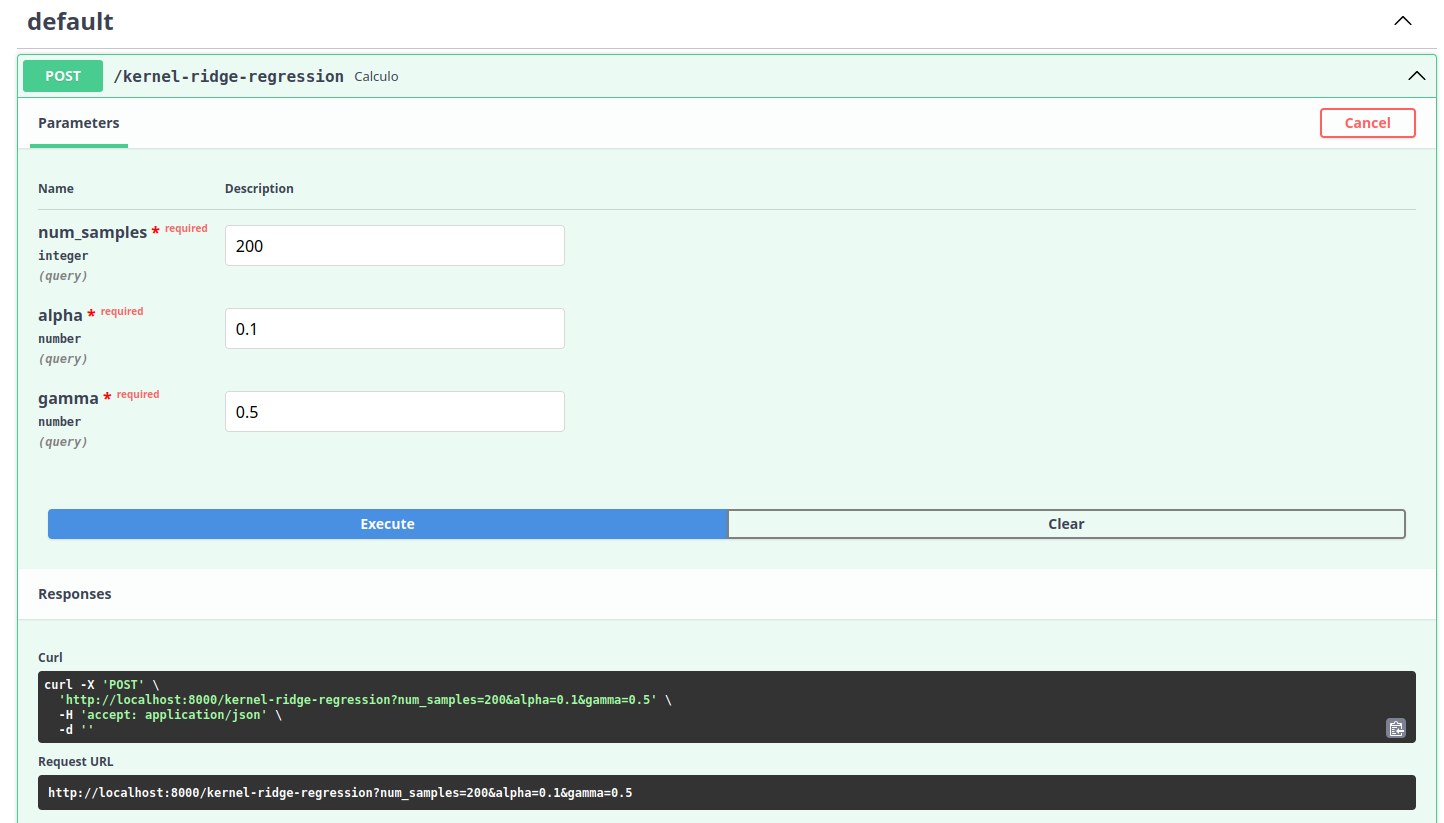 default
POST /kernel-ridge-regression Calculo
Parameters
Cancel
Name Description
num_samples * required
integer
(query)
200
alpha * required
number
(query)
0.1
gamma * required
number
(query)
0.5
Execute Clear
Responses
Curl
curl -X 'POST' \
'http://localhost:8000/kernel-ridge-regression?num_samples=200&alpha=0.1&gamma=0.5' \
-H 'accept: application/json' \
-d ''
Request URL
http://localhost:8000/kernel-ridge-regression?num_samples=200&alpha=0.1&gamma=0.5